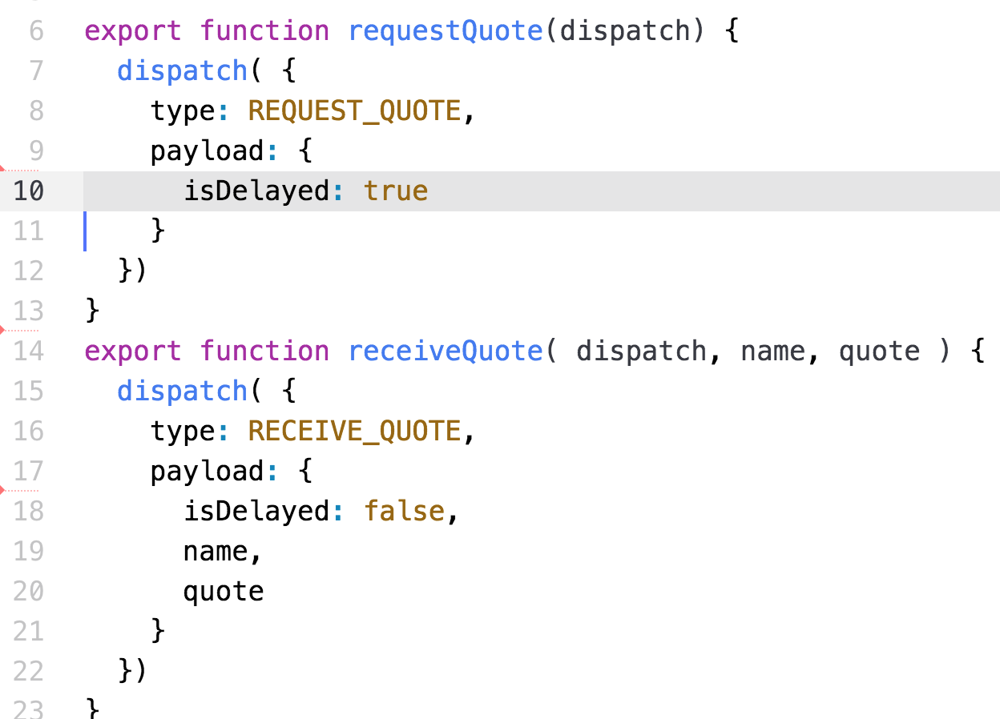 6 export function requestQuote(dispatch) {
7 dispatch( {
8 type: REQUEST_QUOTE,
9 payload: {
10 isDelayed: true
11 }
12 })
13 }
14 export function receiveQuote( dispatch, name, quote ) {
15 dispatch( {
16 type: RECEIVE_QUOTE,
17 payload: {
18 isDelayed: false,
19 name,
20 quote
21 }
22 })
23 }